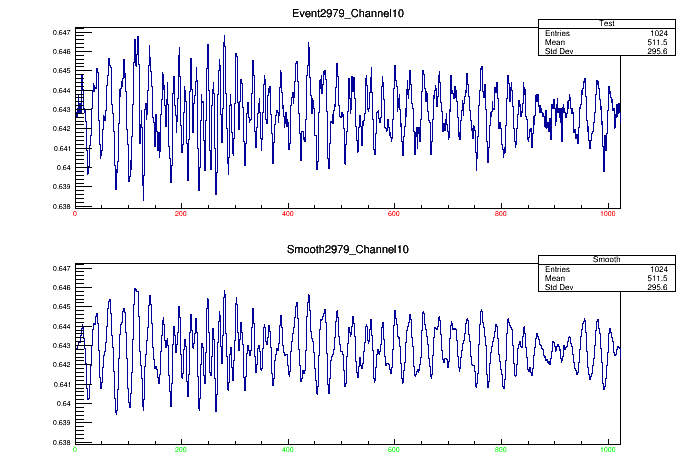 Event2979_Channel10
Test
Entries 1024
Mean 511.5
Std Dev 295.6
0.647
0.646
0.645
0.644
0.643
0.642
0.641
0.64
0.639
0.638
0 200 400 600 800 1000
Smooth2979_Channel10
Smooth
Entries 1024
Mean 511.5
Std Dev 295.6
0.647
0.646
0.645
0.644
0.643
0.642
0.641
0.64
0.639
0.638
0 200 400 600 800 1000